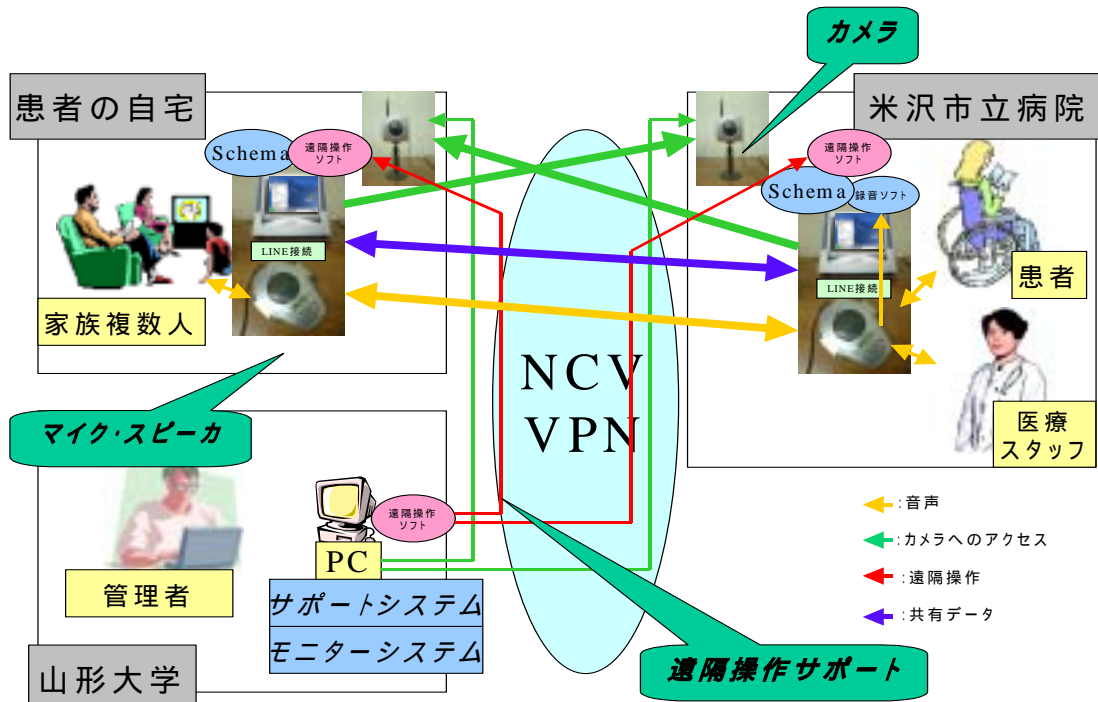 カメラ
患者の自宅
米沢市立病院
Schema
遠隔操作
ソフト
遠隔操作
ソフト
Schema
録音ソフト
LINE接続
LINE接続
患者
家族複数人
NCV
VPN
マイク・スピーカ
医療
スタッフ
遠隔操作
ソフト
PC
管理者
サポートシステム
モニターシステム
山形大学
:音声
:カメラへのアクセス
:遠隔操作
:共有データ
遠隔操作サポート